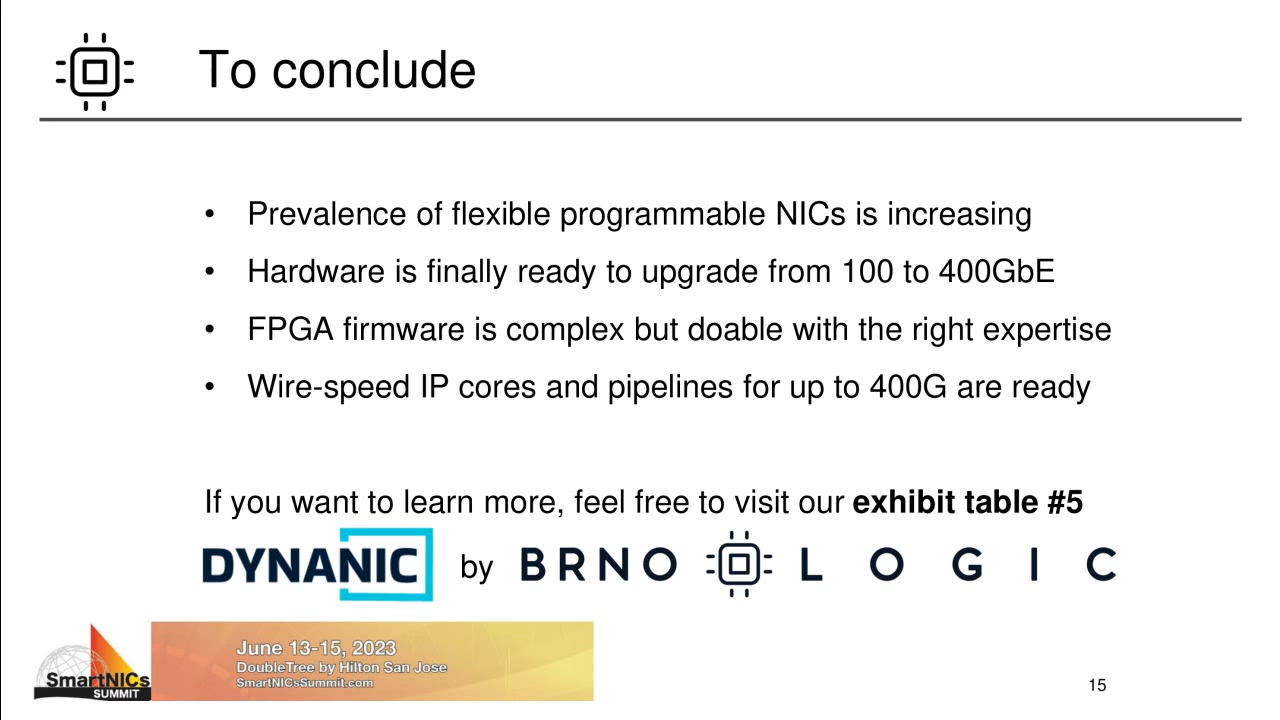 To conclude
• Prevalence of flexible programmable NICs is increasing
• Hardware is finally ready to upgrade from 100 to 400GbE
• FPGA firmware is complex but doable with the right expertise
• Wire-speed IP cores and pipelines for up to 400G are ready
If you want to learn more, feel free to visit our exhibit table #5
DYNANIC by BRNO LOGIC
June 13-15, 2023
DoubleTree by Hilton San Jose
SmartNICsSummit.com
SmartNICs
SUMMIT
15